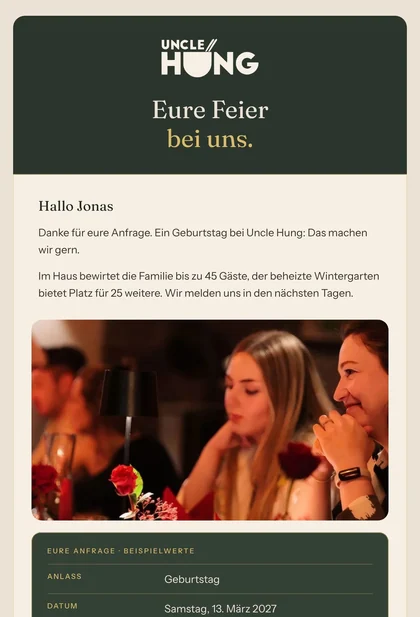 UNCLE
HUNG
Eure Feier
bei uns.
Hallo Jonas
Danke für eure Anfrage. Ein Geburtstag bei Uncle Hung: Das machen
wir gern.
Im Haus bewirtet die Familie bis zu 45 Gäste, der beheizte Wintergarten
bietet Platz für 25 weitere. Wir melden uns in den nächsten Tagen.
EURE ANFRAGE · BEISPIELWERTE
ANLASS Geburtstag
DATUM Samstag, 13. März 2027